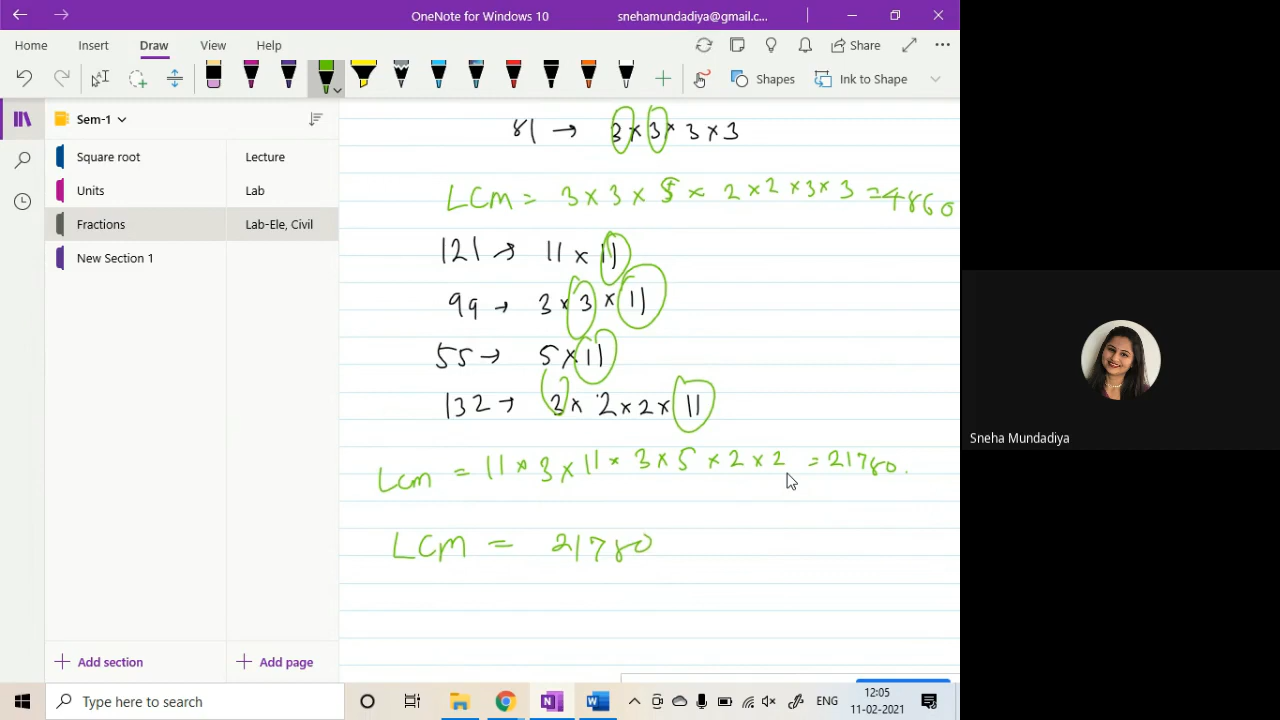 OneNote for Windows 10
snehamundadiya@gmail.c...
Home Insert Draw View Help
Share
Shapes
Ink to Shape
Sem-1
Square root
Units
Fractions
New Section 1
Lecture
Lab
Lab-Ele, Civil
81 → 3 × 3 × 3 × 3
LCM = 3 × 3 × 5 × 2 × 2 × 3 × 3 = 4860
121 → 11 × 11
99 → 3 × 3 × 11
55 → 5 × 11
132 → 3 × 2 × 2 × 11
LCM = 11 × 3 × 11 × 3 × 5 × 2 × 2 = 21780.
LCM = 21780
Sneha Mundadiya
+ Add section
+ Add page
Type here to search
ENG
12:05
11-02-2021